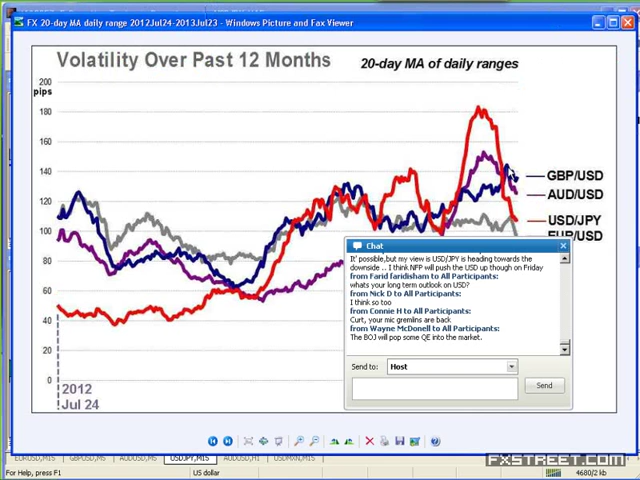 FX 20-day MA daily range 2012Jul24-2013Jul23 - Windows Picture and Fax Viewer
Volatility Over Past 12 Months
20-day MA of daily ranges
200
pips
180
160
140
120
100
80
60
40
20
0
2012
Jul 24
GBP/USD
AUD/USD
USD/JPY
EUR/USD
Chat
It' possible,but my view is USD/JPY is heading towards the
downside .. I think NFP will push the USD up though on Friday
from Farid faridisham to All Participants:
whats your long term outlook on USD?
from Nck D to All Participants:
I think so too
from Connie H to All Participants:
Curt, your mic gremlins are back
from Wayne McDonell to All Participants:
The BOJ will pop some QE into the market.
Send to:
Host
Send
EURUSD,M15
GBPUSD,M5
AUDUSD,M5
USDJPY,M15
AUDUSD,H1
USDMXN,M15
For Help, press F1
US dollar
4680/2 kb
FXSTREET.COM